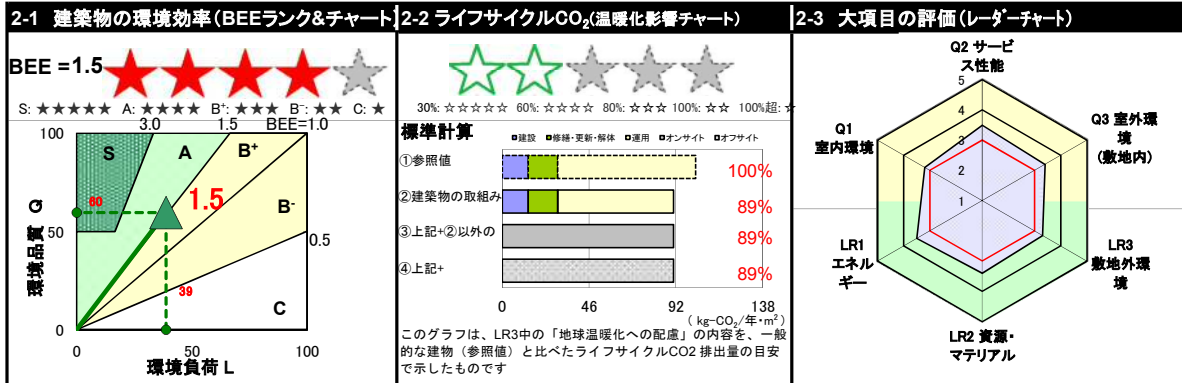 2-1 建築物の環境効率(BEEランク&チャート)
BEE =1.5
S: ★★★★★ A: ★★★★ B⁺: ★★★ B⁻: ★★ C: ★
3.0 1.5 BEE=1.0
100
S
A
B⁺
60
1.5
B⁻
50
0.5
39
C
0
環境品質 Q
0 50 100
環境負荷 L
2-2 ライフサイクルCO₂(温暖化影響チャート)
30%: ☆☆☆☆☆ 60%: ☆☆☆☆ 80%: ☆☆☆ 100%: ☆☆ 100%超: ☆
標準計算
建設 修繕・更新・解体 運用 オンサイト オフサイト
①参照値 100%
②建築物の取組み 89%
③上記+②以外の 89%
④上記+ 89%
0 46 92 138
( kg-CO₂/年・m²)
このグラフは、LR3中の「地球温暖化への配慮」の内容を、一般
的な建物(参照値)と比べたライフサイクルCO2 排出量の目安
で示したものです
2-3 大項目の評価(レーダーチャート)
Q2 サービ
ス性能
5
4
3
2
1
Q1
室内環境
Q3 室外環
境
(敷地内)
LR1
エネル
ギー
LR3
敷地外環
境
LR2 資源・
マテリアル